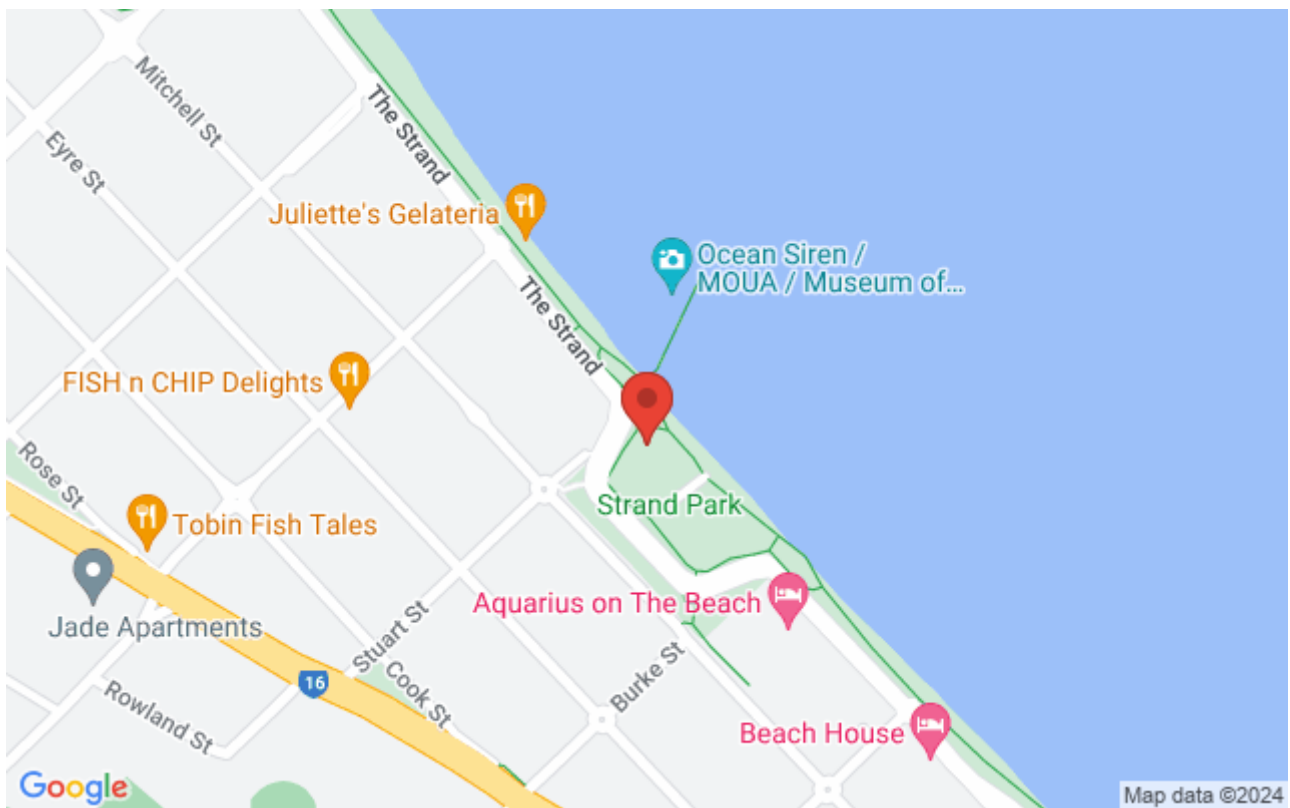 Mitchell St
Eyre St
The Strand
Juliette's Gelateria
Ocean Siren /
MOUA / Museum of...
The Strand
FISH n CHIP Delights
Rose St
Strand Park
Tobin Fish Tales
Aquarius on The Beach
Jade Apartments
Stuart St
Cook St
Burke St
16
Rowland St
Beach House
Google
Map data ©2024